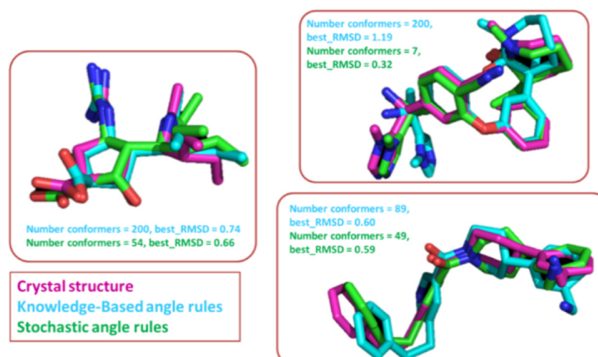 Number conformers = 200,
best_RMSD = 1.19
Number conformers = 7,
best_RMSD = 0.32
Number conformers = 200, best_RMSD = 0.74
Number conformers = 54, best_RMSD = 0.66
Number conformers = 89,
best_RMSD = 0.60
Number conformers = 49,
best_RMSD = 0.59
Crystal structure
Knowledge-Based angle rules
Stochastic angle rules